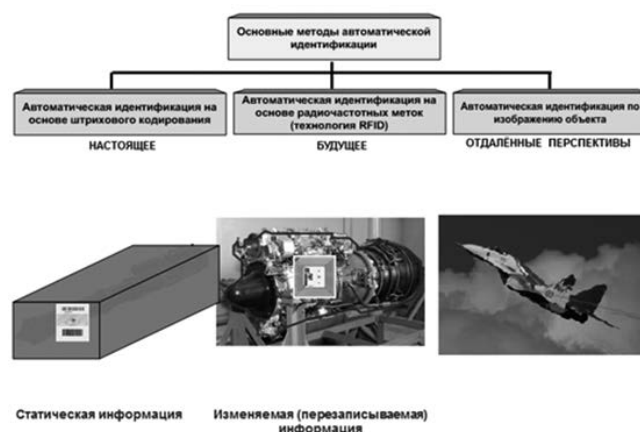 Основные методы автоматической
идентификации
Автоматическая идентификация на
основе штрихового кодирования
Автоматическая идентификация на
основе радиочастотных меток
(технология RFID)
Автоматическая идентификация по
изображению объекта
НАСТОЯЩЕЕ
БУДУЩЕЕ
ОТДАЛЁННЫЕ ПЕРСПЕКТИВЫ
Статическая информация
Изменяемая (перезаписываемая)
информация